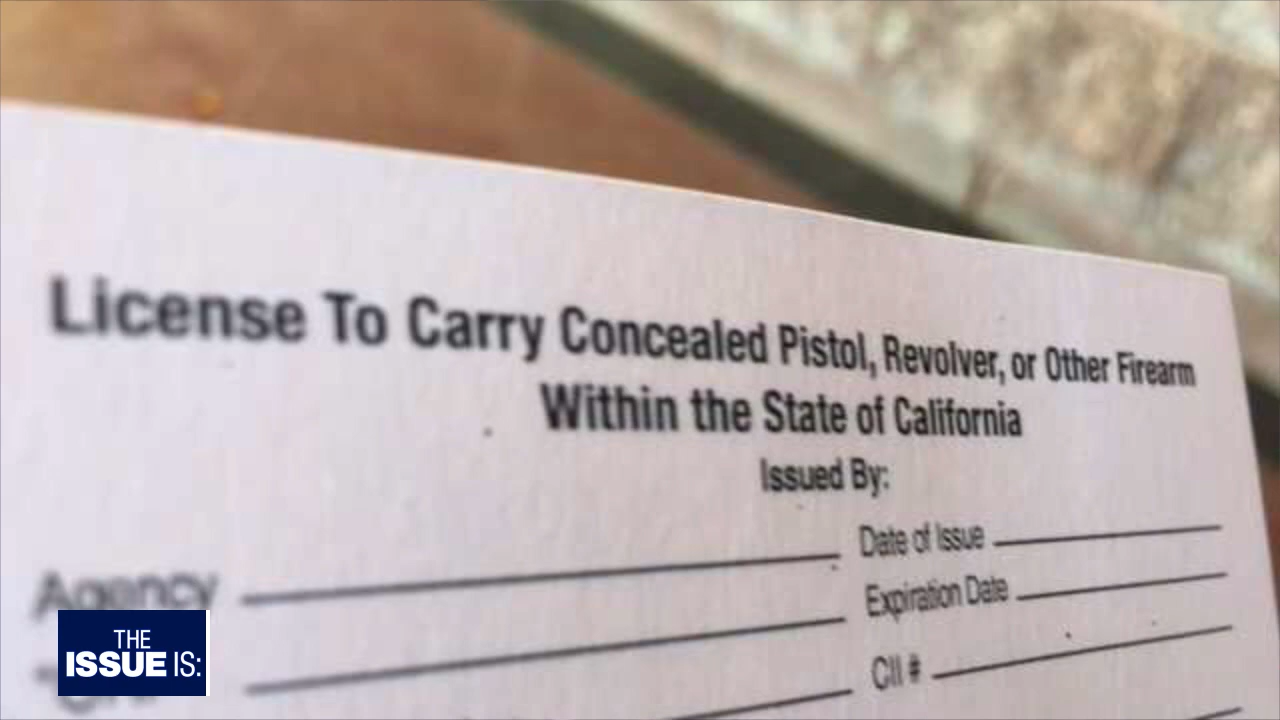 License To Carry Concealed Pistol, Revolver, or Other Firearm
Within the State of California
Issued By:
Agency
Date of Issue
Expiration Date
CII #
THE
ISSUE IS: